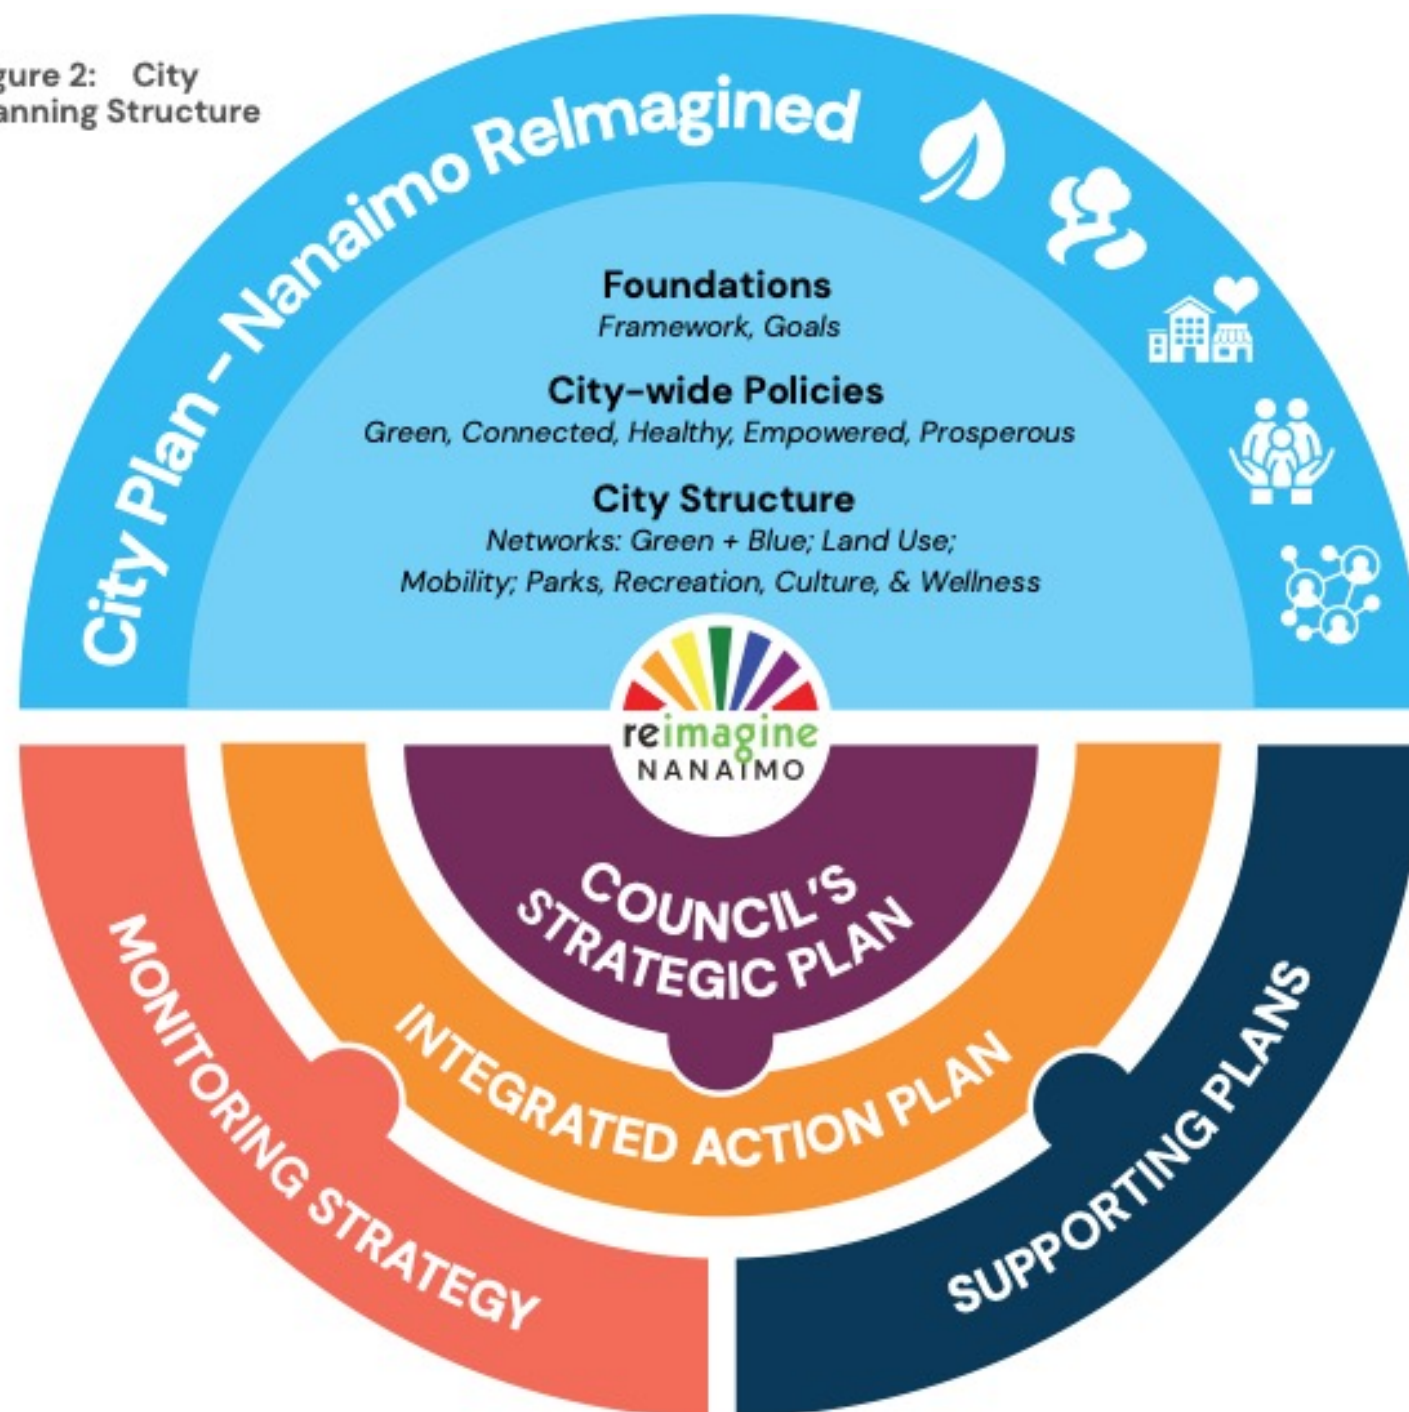 gure 2: City
anning Structure
City Plan – Nanaimo ReImagined
Foundations
Framework, Goals
City-wide Policies
Green, Connected, Healthy, Empowered, Prosperous
City Structure
Networks: Green + Blue; Land Use;
Mobility; Parks, Recreation, Culture, & Wellness
reimagine
NANAIMO
COUNCIL'S
STRATEGIC PLAN
INTEGRATED ACTION PLAN
MONITORING STRATEGY
SUPPORTING PLANS